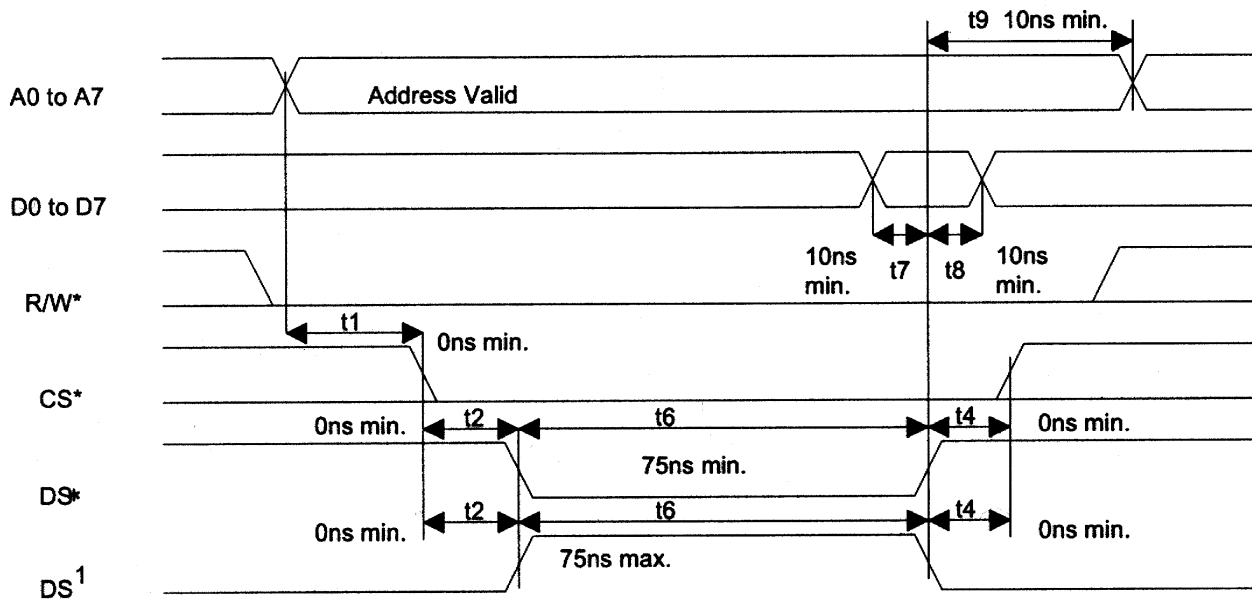 t9 10ns min.
A0 to A7
Address Valid
D0 to D7
10ns min.
t7
t8
10ns min.
R/W*
t1
0ns min.
CS*
0ns min.
t2
t6
t4
0ns min.
75ns min.
DS*
0ns min.
t2
t6
t4
0ns min.
75ns max.
DS1